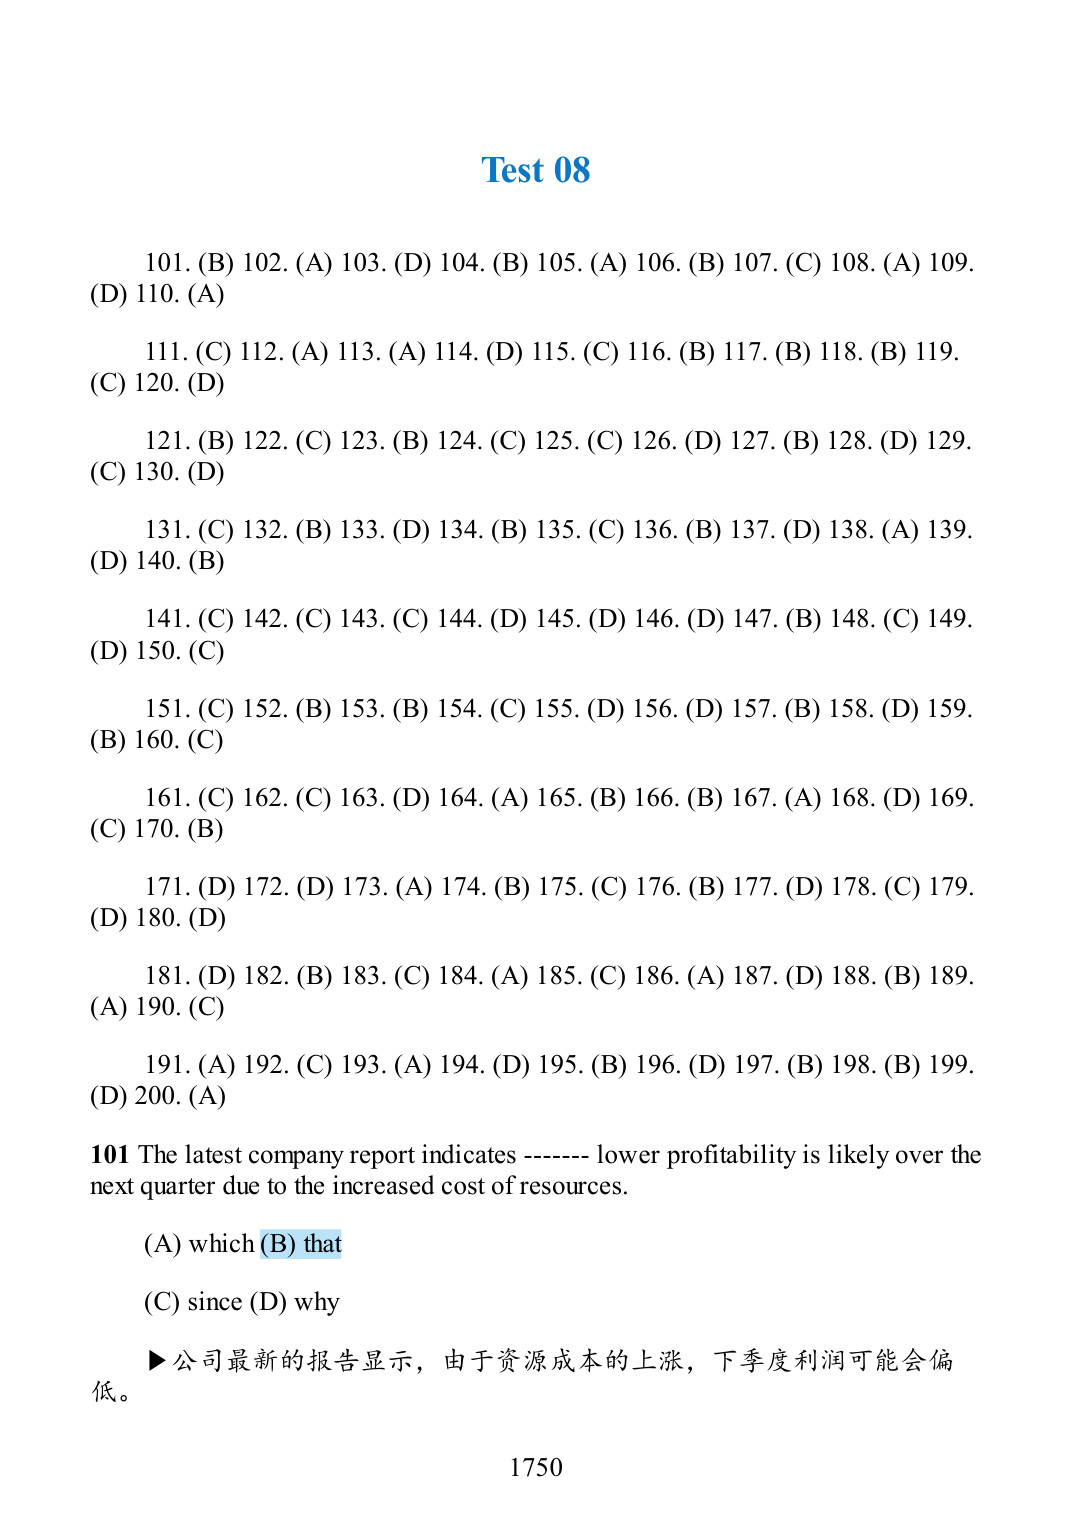 Test 08
101. (B) 102. (A) 103. (D) 104. (B) 105. (A) 106. (B) 107. (C) 108. (A) 109.
(D) 110. (A)
111. (C) 112. (A) 113. (A) 114. (D) 115. (C) 116. (B) 117. (B) 118. (B) 119.
(C) 120. (D)
121. (B) 122. (C) 123. (B) 124. (C) 125. (C) 126. (D) 127. (B) 128. (D) 129.
(C) 130. (D)
131. (C) 132. (B) 133. (D) 134. (B) 135. (C) 136. (B) 137. (D) 138. (A) 139.
(D) 140. (B)
141. (C) 142. (C) 143. (C) 144. (D) 145. (D) 146. (D) 147. (B) 148. (C) 149.
(D) 150. (C)
151. (C) 152. (B) 153. (B) 154. (C) 155. (D) 156. (D) 157. (B) 158. (D) 159.
(B) 160. (C)
161. (C) 162. (C) 163. (D) 164. (A) 165. (B) 166. (B) 167. (A) 168. (D) 169.
(C) 170. (B)
171. (D) 172. (D) 173. (A) 174. (B) 175. (C) 176. (B) 177. (D) 178. (C) 179.
(D) 180. (D)
181. (D) 182. (B) 183. (C) 184. (A) 185. (C) 186. (A) 187. (D) 188. (B) 189.
(A) 190. (C)
191. (A) 192. (C) 193. (A) 194. (D) 195. (B) 196. (D) 197. (B) 198. (B) 199.
(D) 200. (A)
101 The latest company report indicates ------- lower profitability is likely over the
next quarter due to the increased cost of resources.
(A) which (B) that
(C) since (D) why
▶公司最新的报告显示，由于资源成本的上涨，下季度利润可能会偏
低。
1750